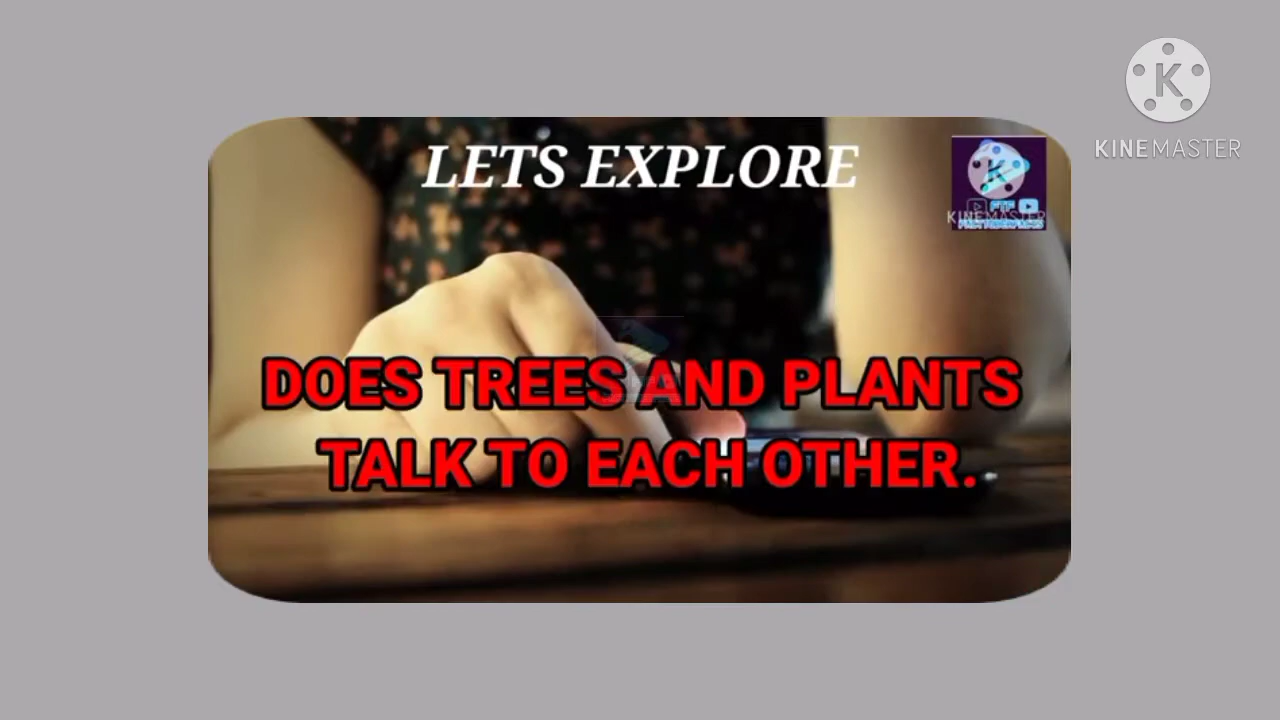 LETS EXPLORE
KINEMASTER
DOES TREES AND PLANTS
TALK TO EACH OTHER.